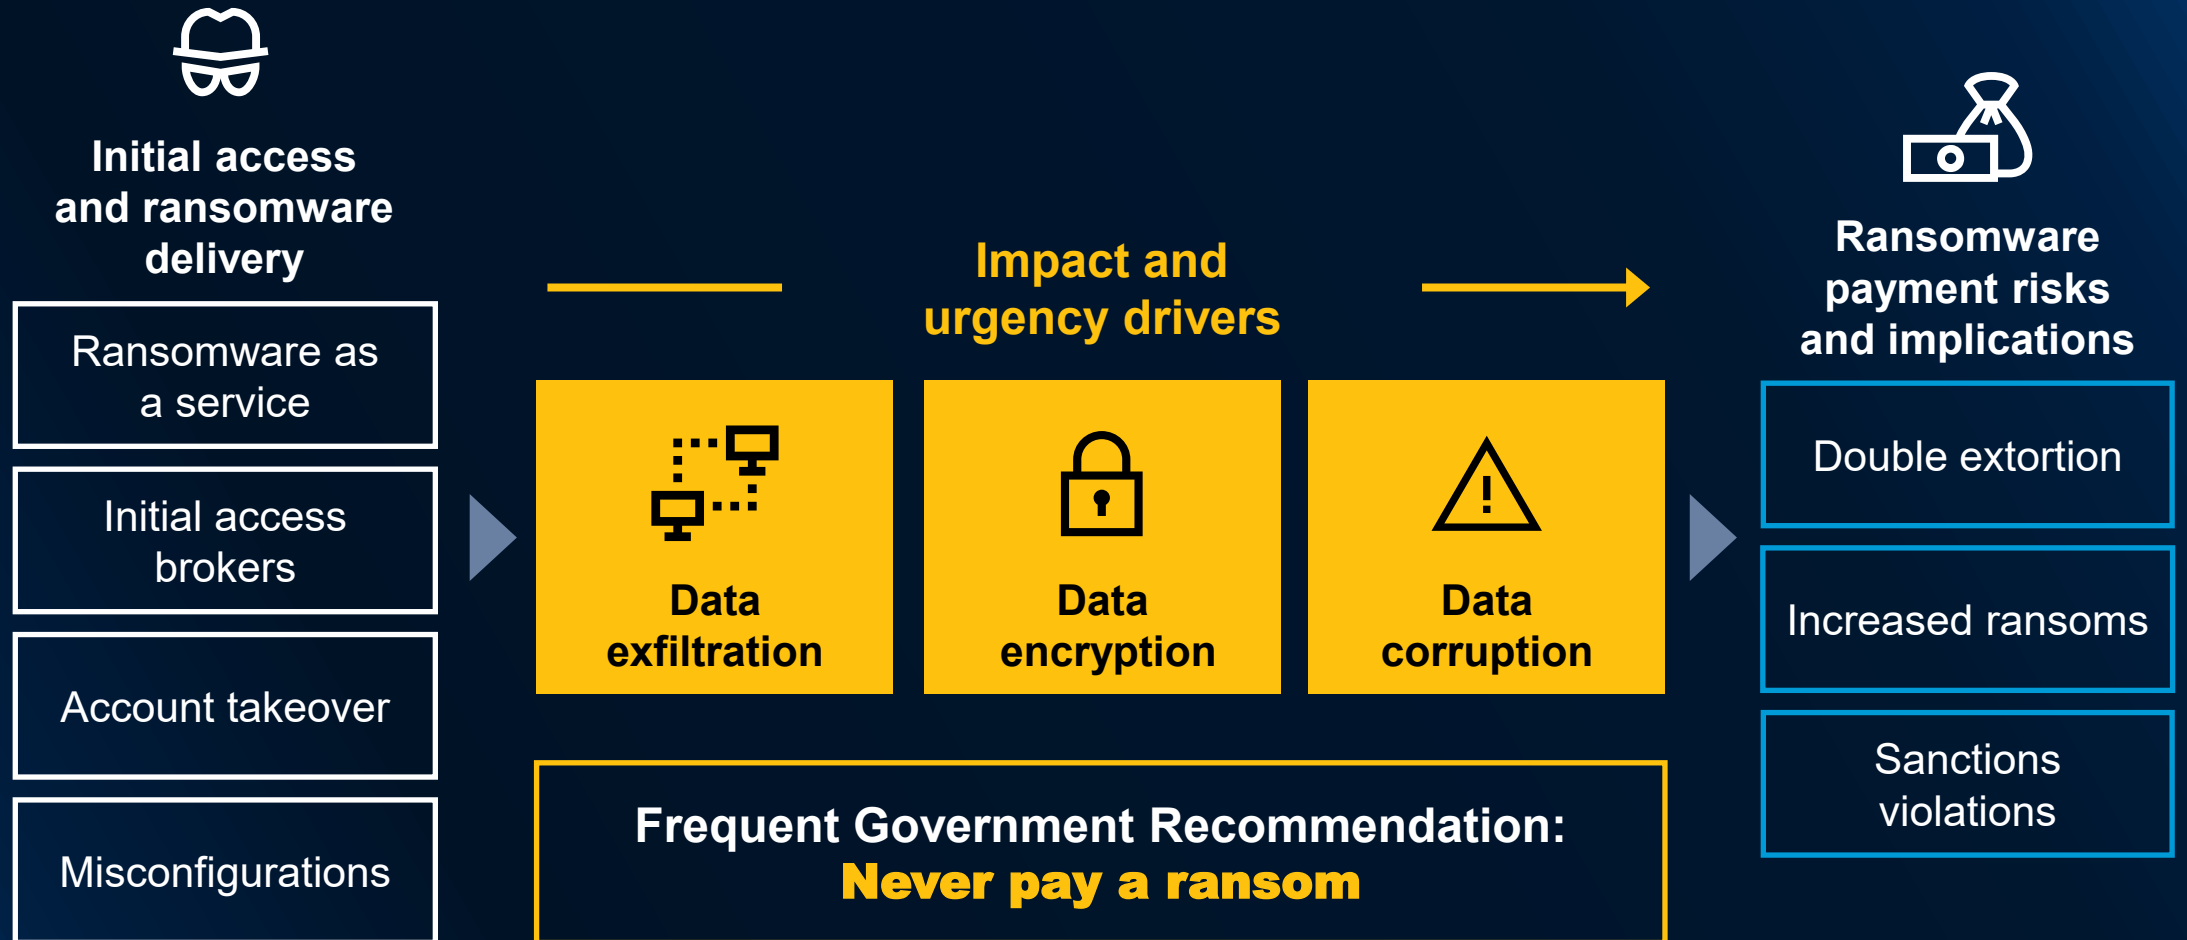 Initial access
and ransomware
delivery
Ransomware as
a service
Initial access
brokers
Account takeover
Misconfigurations
Impact and
urgency drivers
Data
exfiltration
Data
encryption
Data
corruption
Frequent Government Recommendation:
Never pay a ransom
Ransomware
payment risks
and implications
Double extortion
Increased ransoms
Sanctions
violations